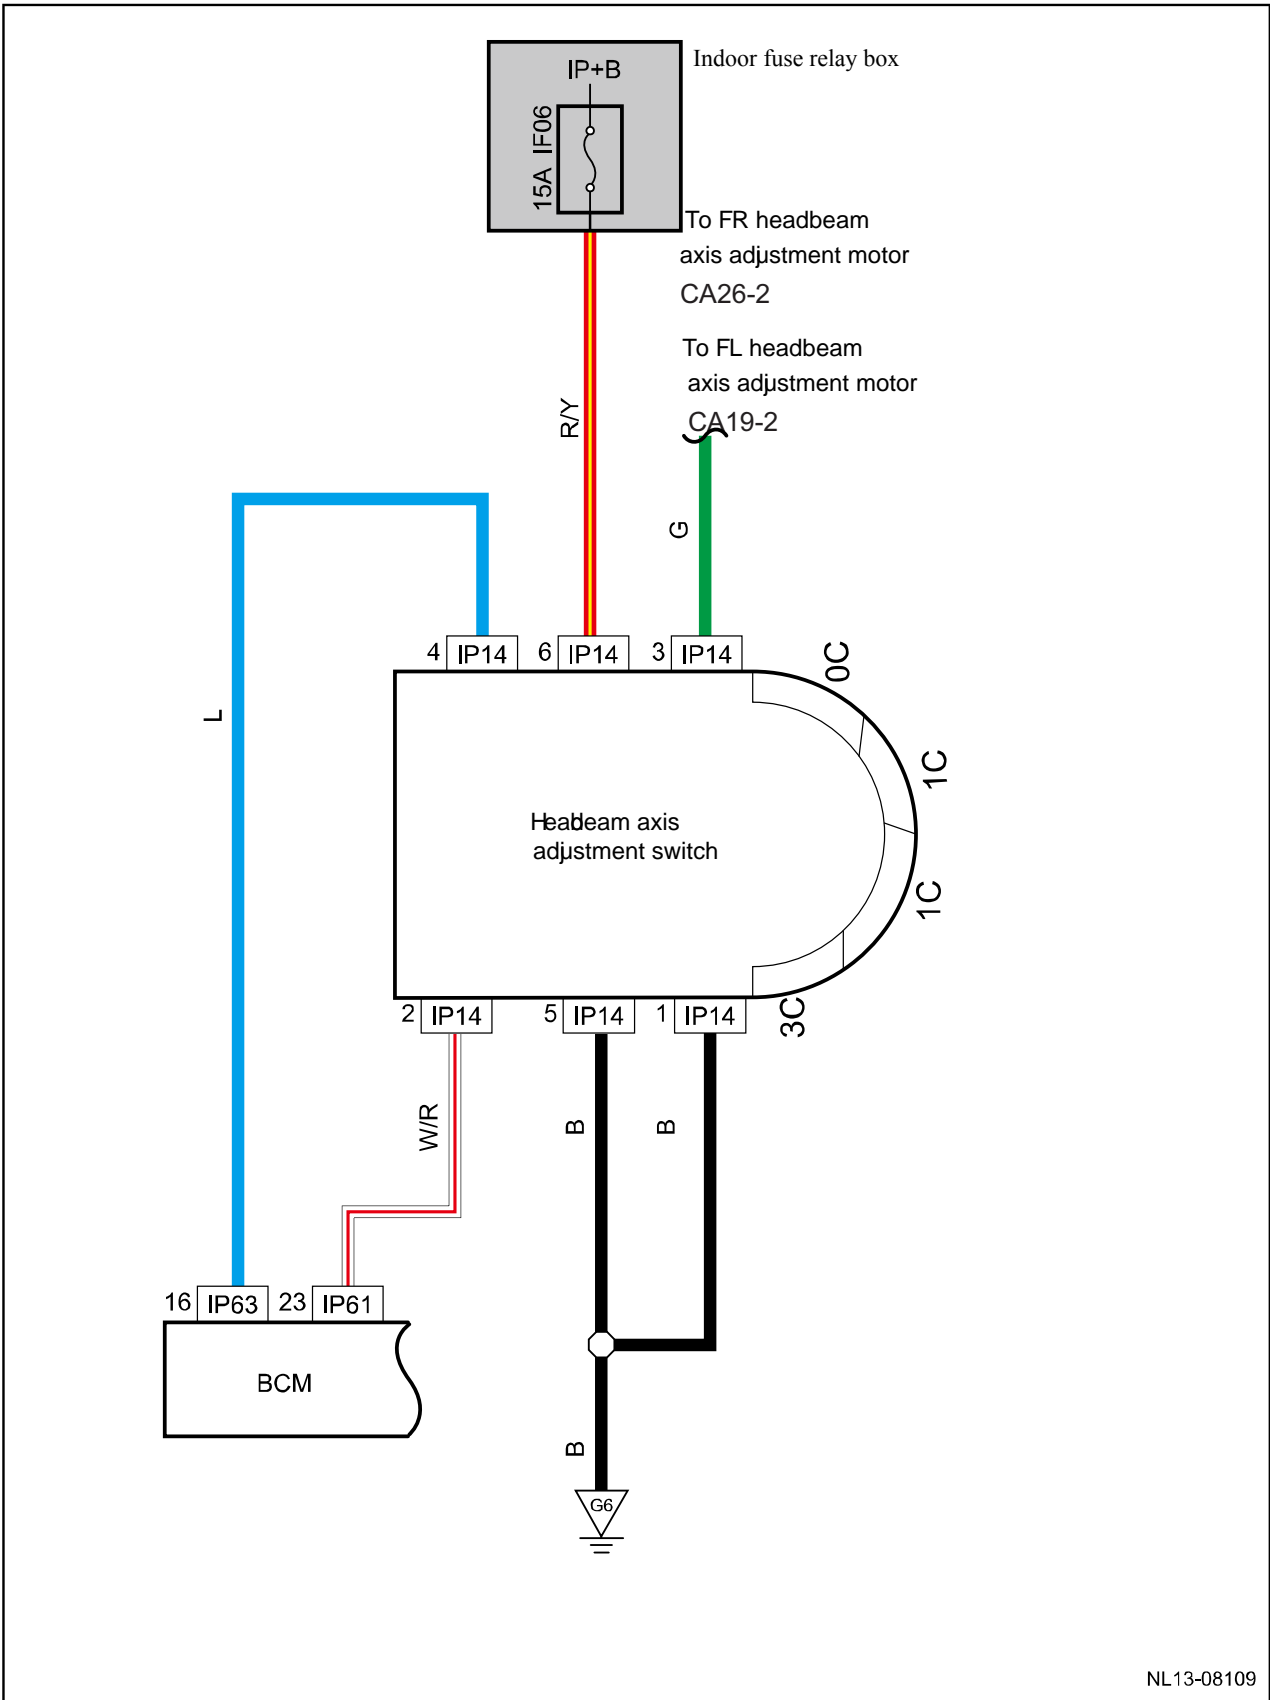 Indoor fuse relay box
IP+B
15A IF06
To FR headbeam
axis adjustment motor
CA26-2
To FL headbeam
axis adjustment motor
CA19-2
R/Y
G
L
4 IP14
6 IP14
3 IP14
0C
1C
1C
3C
Headbeam axis
adjustment switch
2 IP14
5 IP14
1 IP14
W/R
B
B
16 IP63
23 IP61
BCM
B
G6
NL13-08109